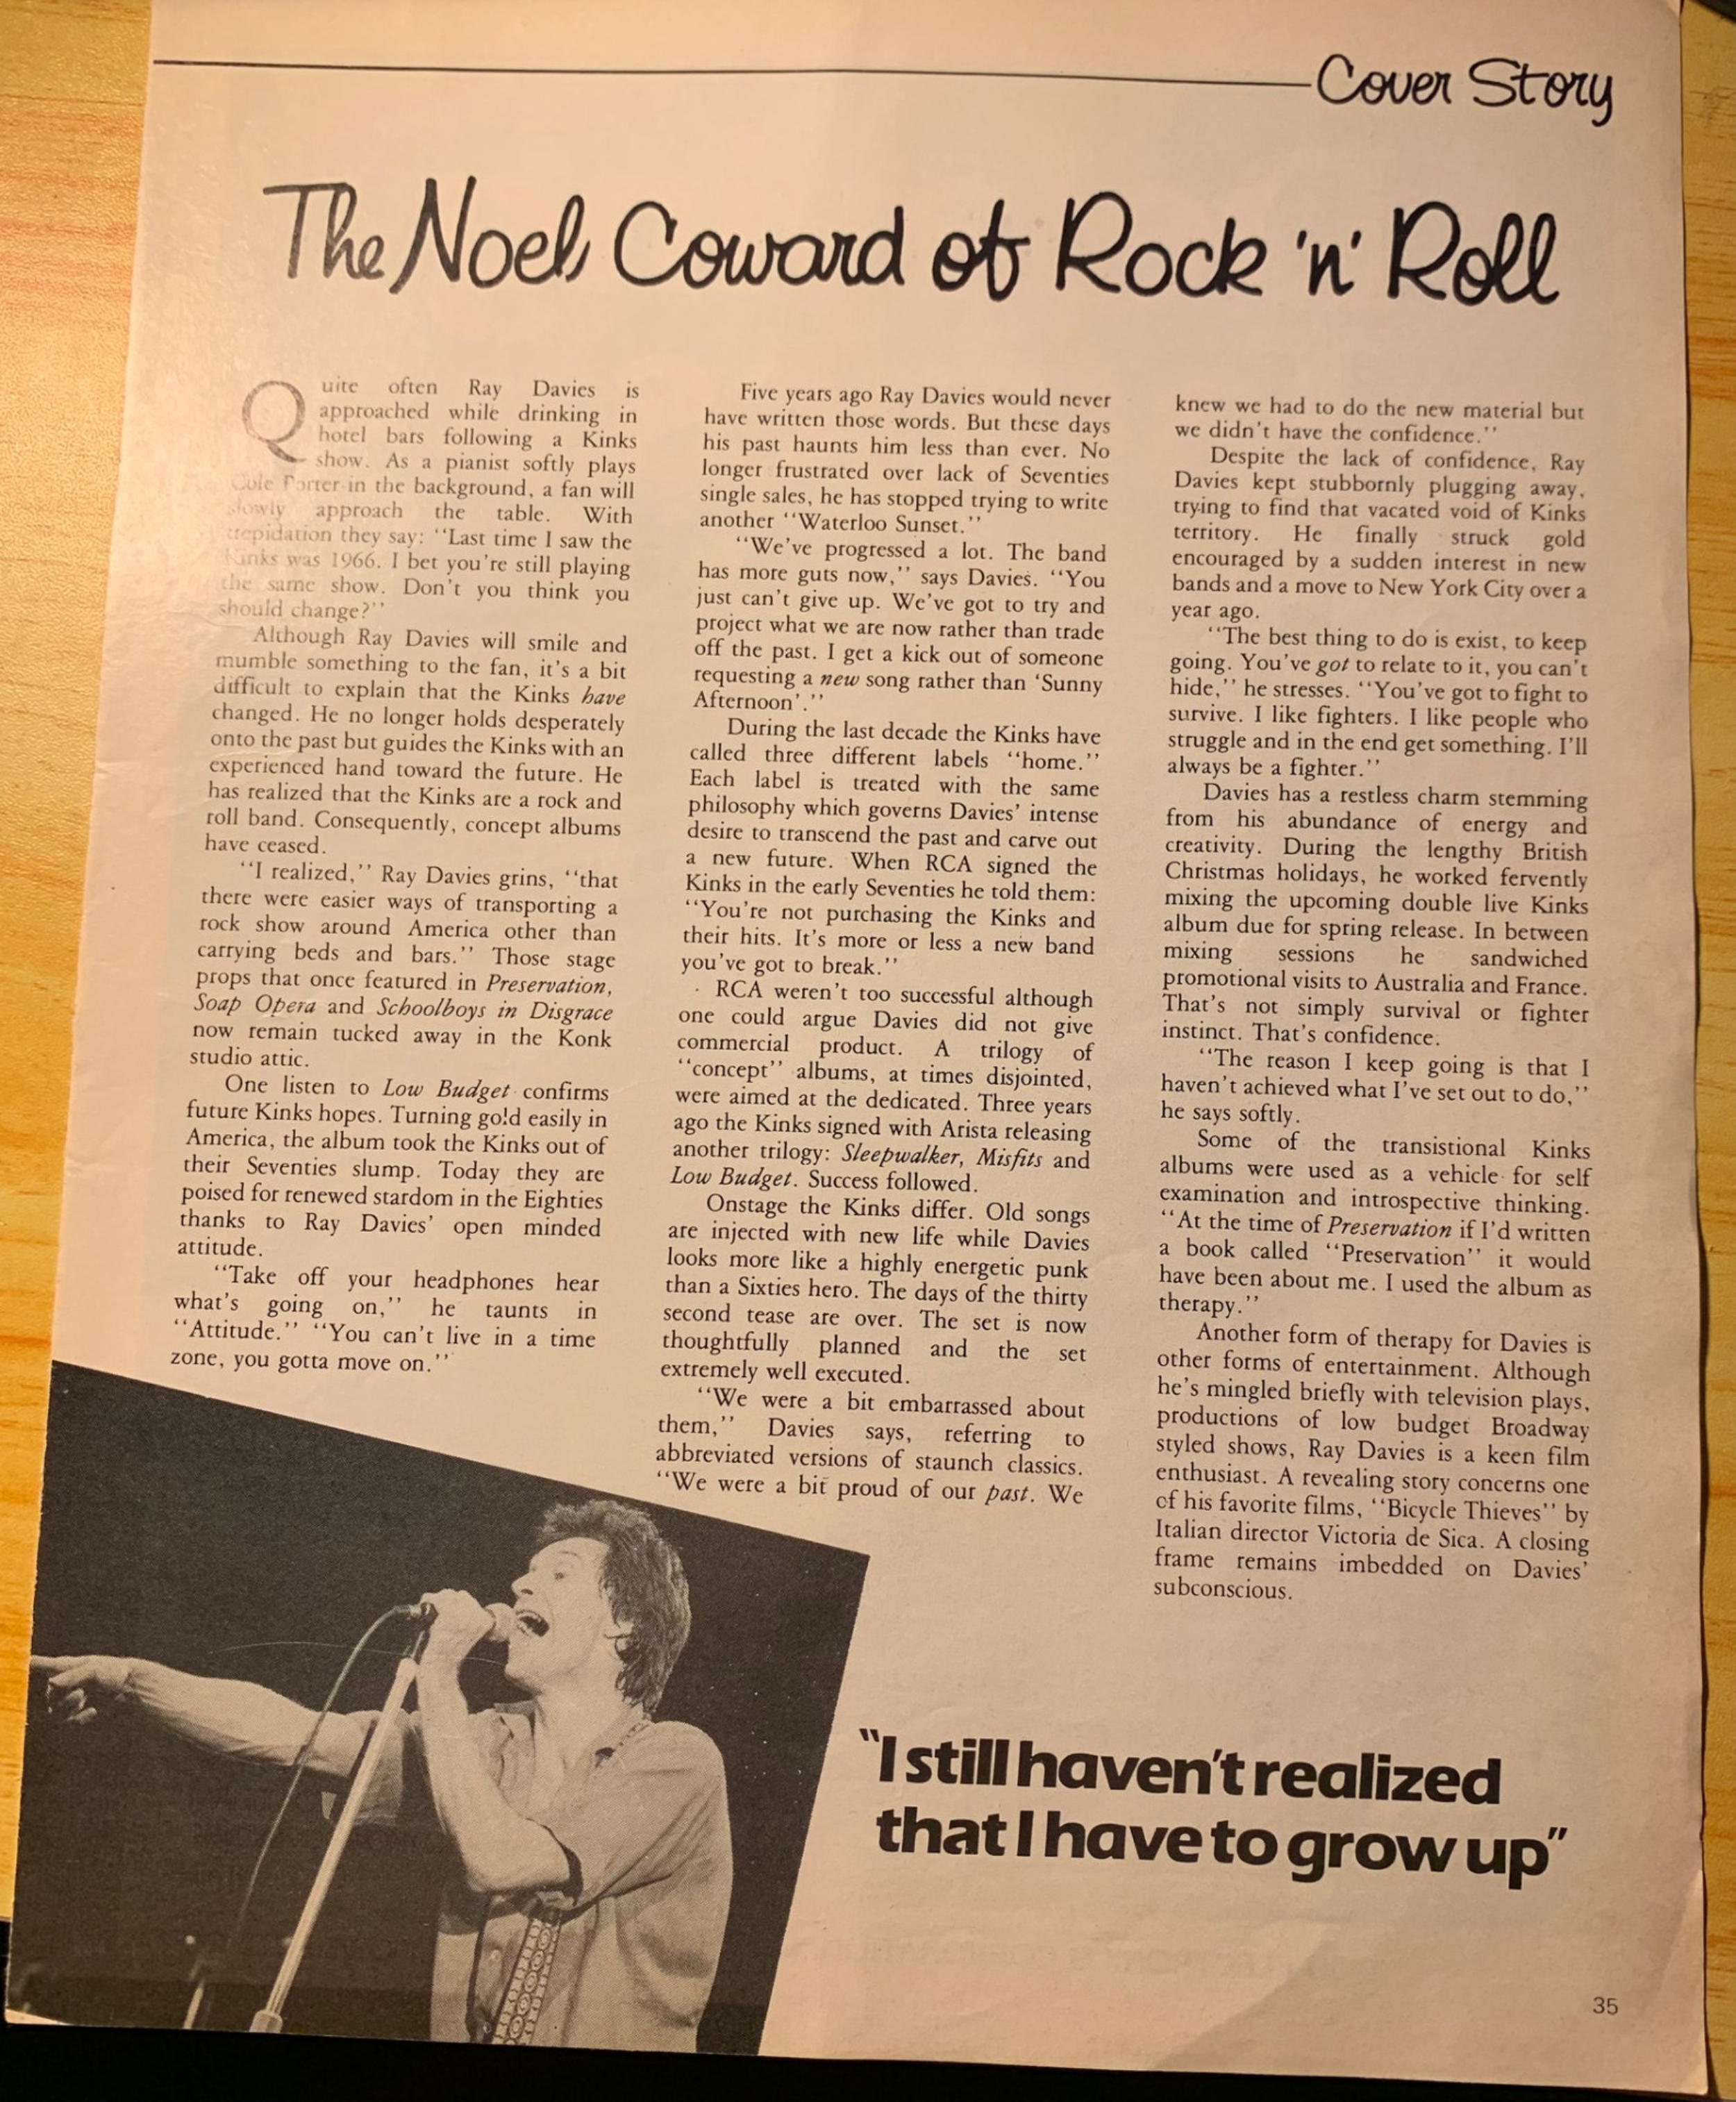 Cover Story
The Noel Coward of Rock 'n' Roll
Quite often Ray Davies is
approached while drinking in
hotel bars following a Kinks
show. As a pianist softly plays
Cole Porter in the background, a fan will
slowly approach the table. With
trepidation they say: ‘‘Last time I saw the
Kinks was 1966. I bet you're still playing
the same show. Don't you think you
should change?’’
Although Ray Davies will smile and
mumble something to the fan, it's a bit
difficult to explain that the Kinks have
changed. He no longer holds desperately
onto the past but guides the Kinks with an
experienced hand toward the future. He
has realized that the Kinks are a rock and
roll band. Consequently, concept albums
have ceased.
‘‘I realized,’’ Ray Davies grins, ‘‘that
there were easier ways of transporting a
rock show around America other than
carrying beds and bars.’’ Those stage
props that once featured in Preservation,
Soap Opera and Schoolboys in Disgrace
now remain tucked away in the Konk
studio attic.
One listen to Low Budget confirms
future Kinks hopes. Turning gold easily in
America, the album took the Kinks out of
their Seventies slump. Today they are
poised for renewed stardom in the Eighties
thanks to Ray Davies' open minded
attitude.
‘‘Take off your headphones hear
what's going on,’’ he taunts in
‘‘Attitude.’’ ‘‘You can't live in a time
zone, you gotta move on.’’
Five years ago Ray Davies would never
have written those words. But these days
his past haunts him less than ever. No
longer frustrated over lack of Seventies
single sales, he has stopped trying to write
another ‘‘Waterloo Sunset.’’
‘‘We've progressed a lot. The band
has more guts now,’’ says Davies. ‘‘You
just can't give up. We've got to try and
project what we are now rather than trade
off the past. I get a kick out of someone
requesting a new song rather than ‘Sunny
Afternoon’.’’
During the last decade the Kinks have
called three different labels ‘‘home.’’
Each label is treated with the same
philosophy which governs Davies' intense
desire to transcend the past and carve out
a new future. When RCA signed the
Kinks in the early Seventies he told them:
‘‘You're not purchasing the Kinks and
their hits. It's more or less a new band
you've got to break.’’
RCA weren't too successful although
one could argue Davies did not give
commercial product. A trilogy of
‘‘concept’’ albums, at times disjointed,
were aimed at the dedicated. Three years
ago the Kinks signed with Arista releasing
another trilogy: Sleepwalker, Misfits and
Low Budget. Success followed.
Onstage the Kinks differ. Old songs
are injected with new life while Davies
looks more like a highly energetic punk
than a Sixties hero. The days of the thirty
second tease are over. The set is now
thoughtfully planned and the set
extremely well executed.
‘‘We were a bit embarrassed about
them,’’ Davies says, referring to
abbreviated versions of staunch classics.
‘‘We were a bit proud of our past. We
knew we had to do the new material but
we didn't have the confidence.’’
Despite the lack of confidence, Ray
Davies kept stubbornly plugging away,
trying to find that vacated void of Kinks
territory. He finally struck gold
encouraged by a sudden interest in new
bands and a move to New York City over a
year ago.
‘‘The best thing to do is exist, to keep
going. You've got to relate to it, you can't
hide,’’ he stresses. ‘‘You've got to fight to
survive. I like fighters. I like people who
struggle and in the end get something. I'll
always be a fighter.’’
Davies has a restless charm stemming
from his abundance of energy and
creativity. During the lengthy British
Christmas holidays, he worked fervently
mixing the upcoming double live Kinks
album due for spring release. In between
mixing sessions he sandwiched
promotional visits to Australia and France.
That's not simply survival or fighter
instinct. That's confidence.
‘‘The reason I keep going is that I
haven't achieved what I've set out to do,’’
he says softly.
Some of the transistional Kinks
albums were used as a vehicle for self
examination and introspective thinking.
‘‘At the time of Preservation if I'd written
a book called ‘‘Preservation’’ it would
have been about me. I used the album as
therapy.’’
Another form of therapy for Davies is
other forms of entertainment. Although
he's mingled briefly with television plays,
productions of low budget Broadway
styled shows, Ray Davies is a keen film
enthusiast. A revealing story concerns one
of his favorite films, ‘‘Bicycle Thieves’’ by
Italian director Victoria de Sica. A closing
frame remains imbedded on Davies'
subconscious.
"I still haven't realized
that I have to grow up"
35